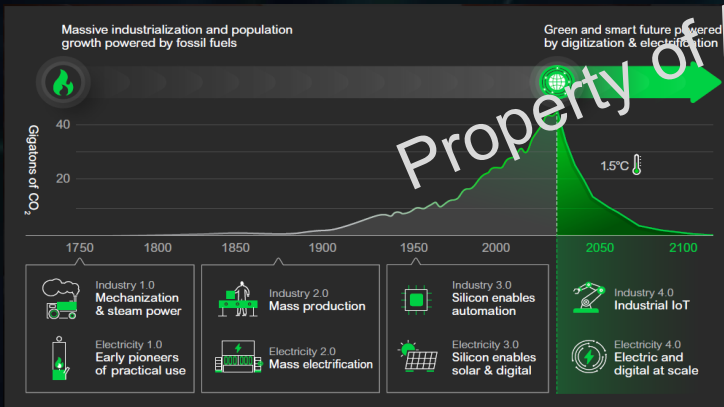 Massive industrialization and population
growth powered by fossil fuels
Green and smart future powered
by digitization & electrification
Property of
Gigatons of CO2
40
20
1.5°C
1750
1800
1850
1900
1950
2000
2050
2100
Industry 1.0
Mechanization
& steam power
Electricity 1.0
Early pioneers
of practical use
Industry 2.0
Mass production
Electricity 2.0
Mass electrification
Industry 3.0
Silicon enables
automation
Electricity 3.0
Silicon enables
solar & digital
Industry 4.0
Industrial IoT
Electricity 4.0
Electric and
digital at scale